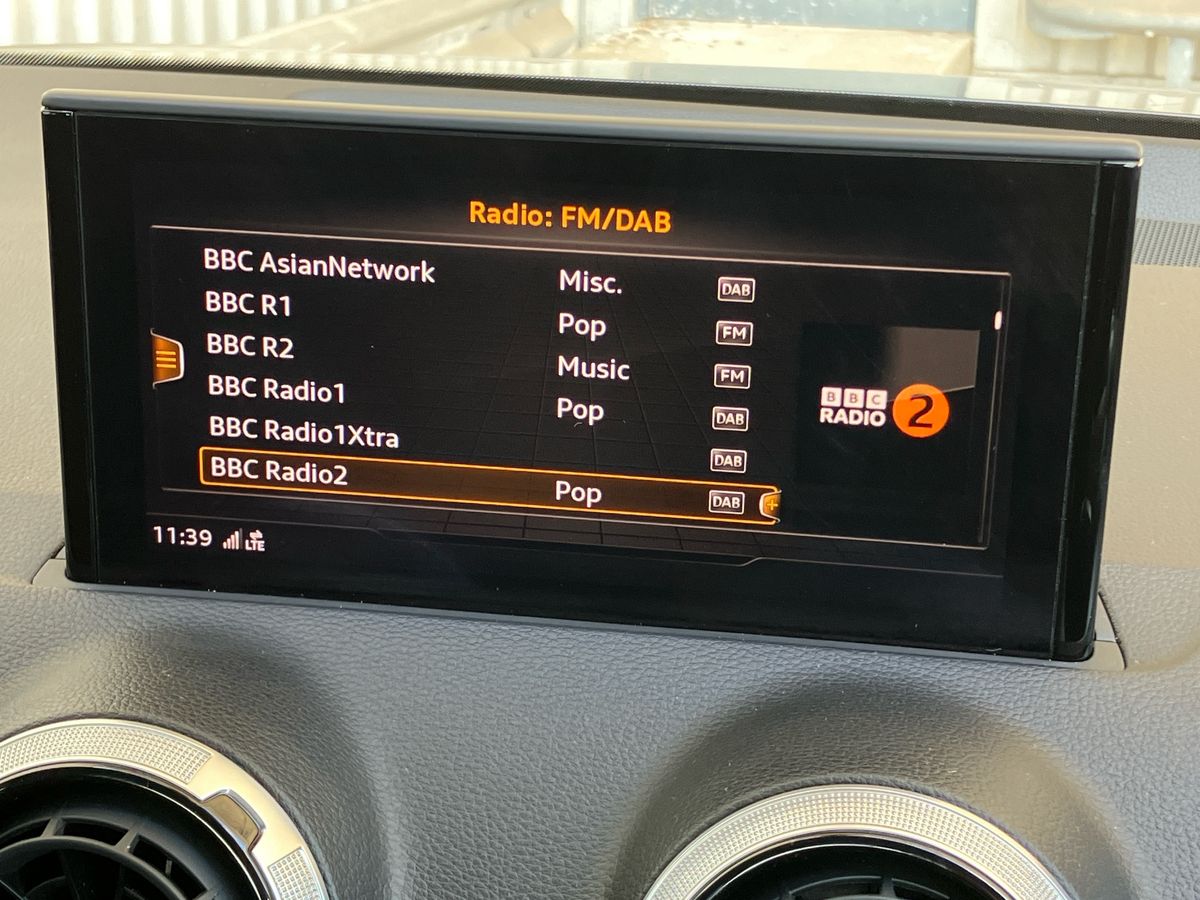 Radio: FM/DAB
BBC AsianNetwork Misc. DAB
BBC R1 Pop FM
BBC R2 Music FM
BBC Radio1 Pop DAB
BBC Radio1Xtra DAB
BBC Radio2 Pop DAB
BBC
RADIO 2
11:39 LTE